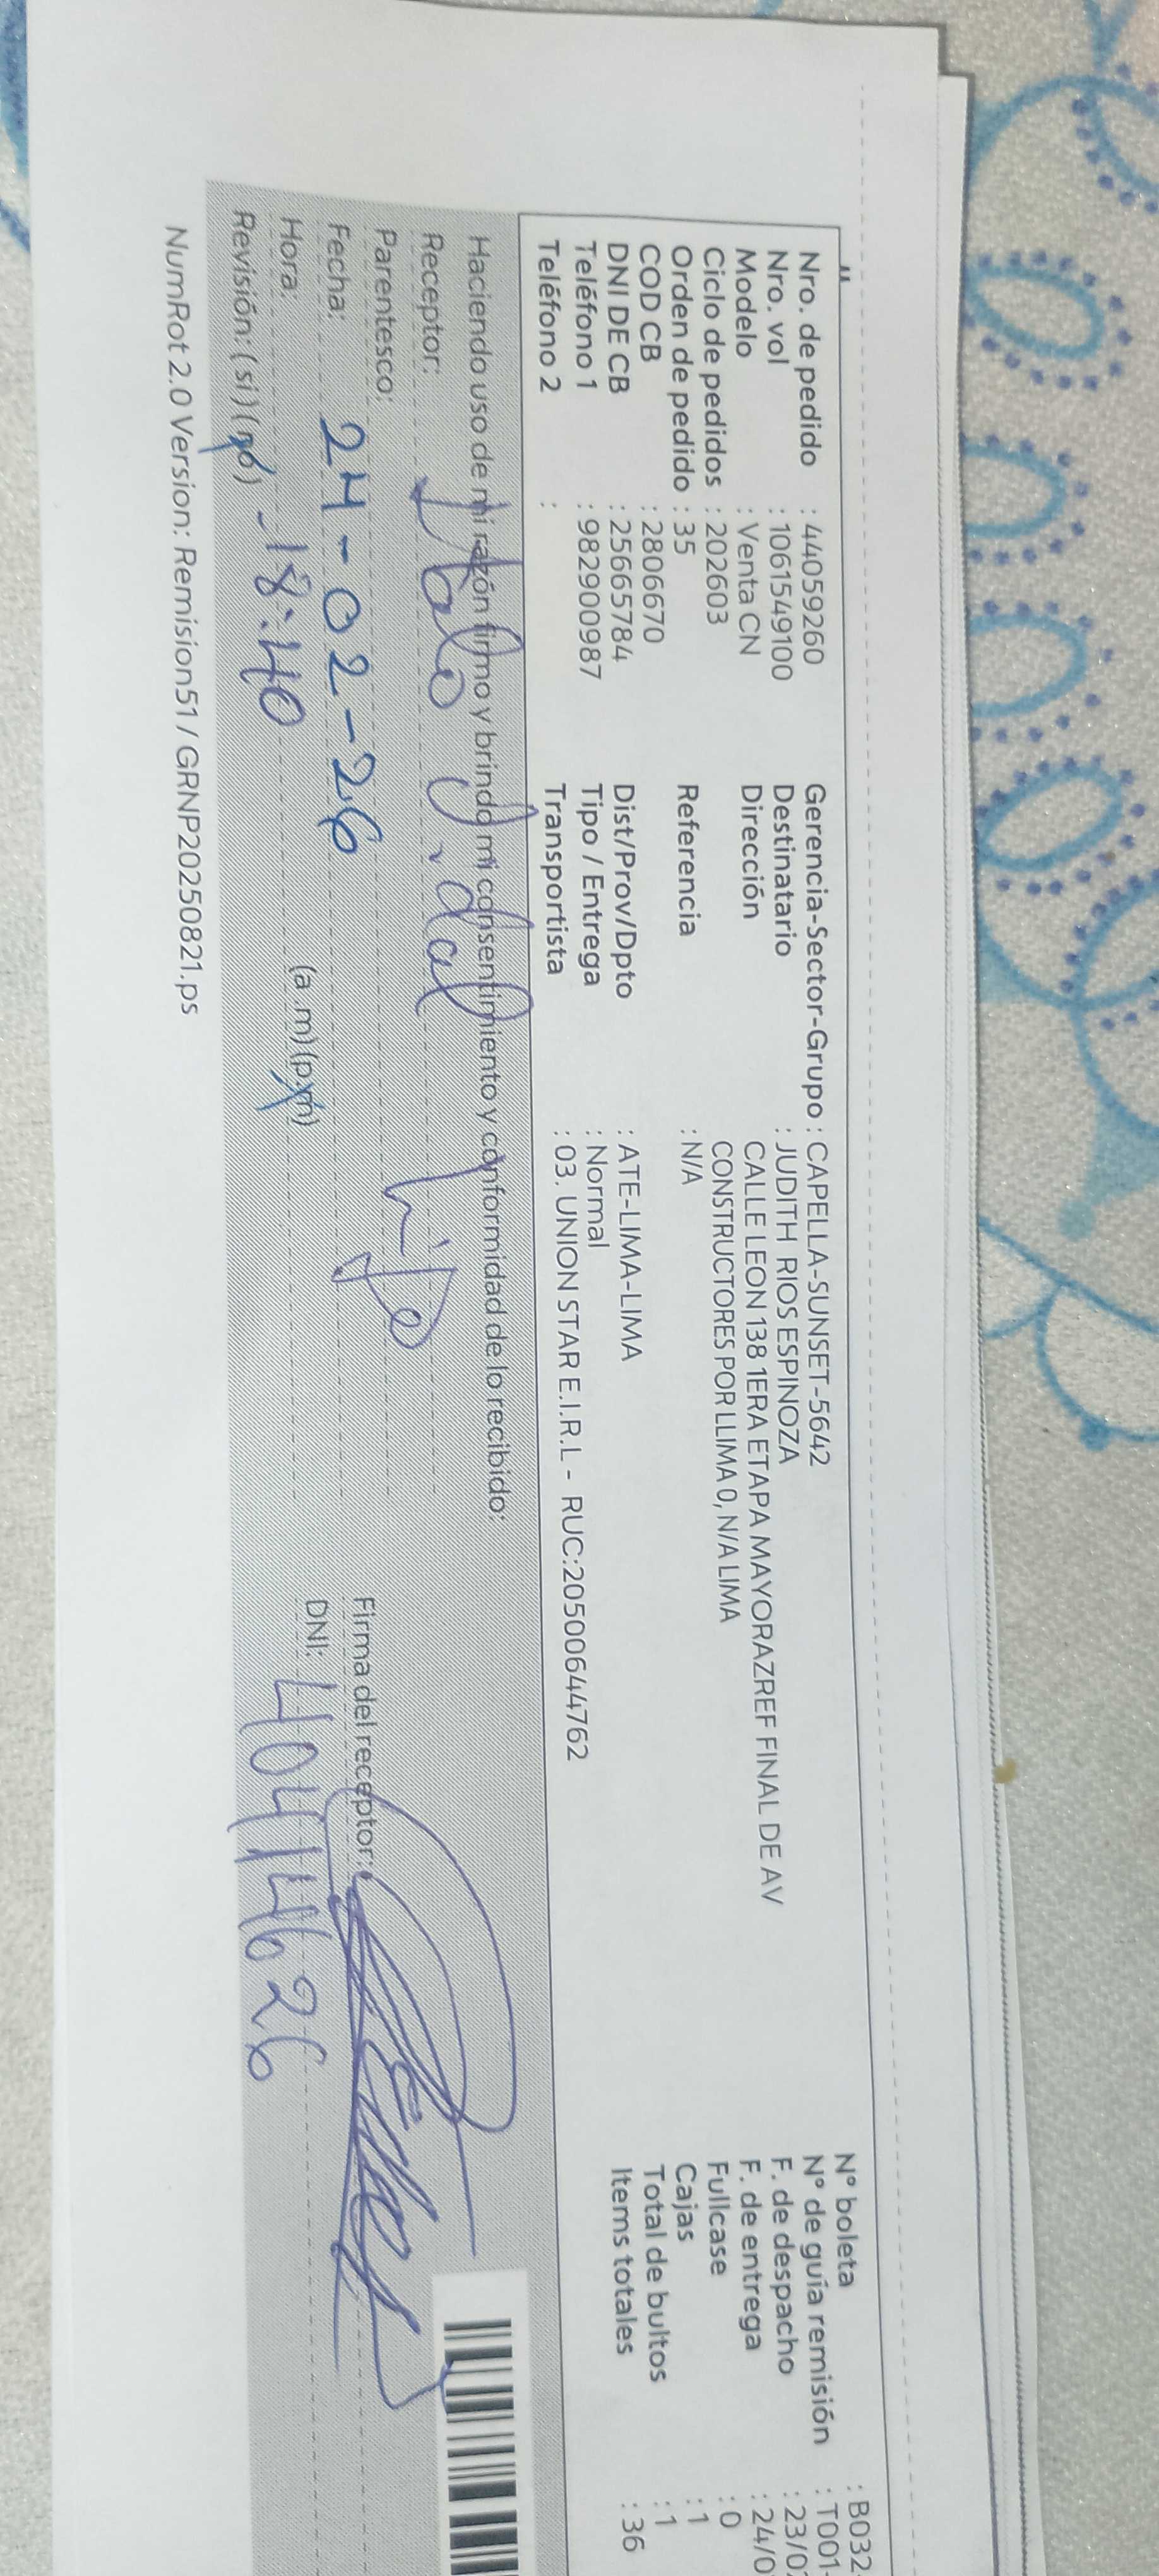 Nro. de pedido : 44059260 Gerencia-Sector-Grupo : CAPELLA-SUNSET-5642 N° boleta : B032-
Nro. vol : 1061549100 Destinatario : JUDITH RIOS ESPINOZA N° de guía remisión : T001-
Modelo : Venta CN Dirección CALLE LEON 138 1ERA ETAPA MAYORAZREF FINAL DE AV F. de despacho : 23/0
Ciclo de pedidos : 202603 CONSTRUCTORES POR LLIMA 0, N/A LIMA F. de entrega : 24/0
Orden de pedido : 35 Referencia : N/A Fullcase : 0
COD CB : 2806670 Cajas : 1
DNI DE CB : 25665784 Dist/Prov/Dpto : ATE-LIMA-LIMA Total de bultos : 1
Teléfono 1 : 982900987 Tipo / Entrega : Normal Items totales : 36
Teléfono 2 : Transportista : 03. UNION STAR E.I.R.L - RUC:20500644762
Haciendo uso de mi razón firmo y brindo mi consentimiento y conformidad de lo recibido:
Receptor: Italo
Parentesco: hijo
Firma del receptor:
Fecha: 24-02-26
DNI: 40414626
Hora: 18:40 (a.m)(p.m)
Revisión: (si)(no)
NumRot 2.0 Version: Remision51 / GRNP20250821.ps